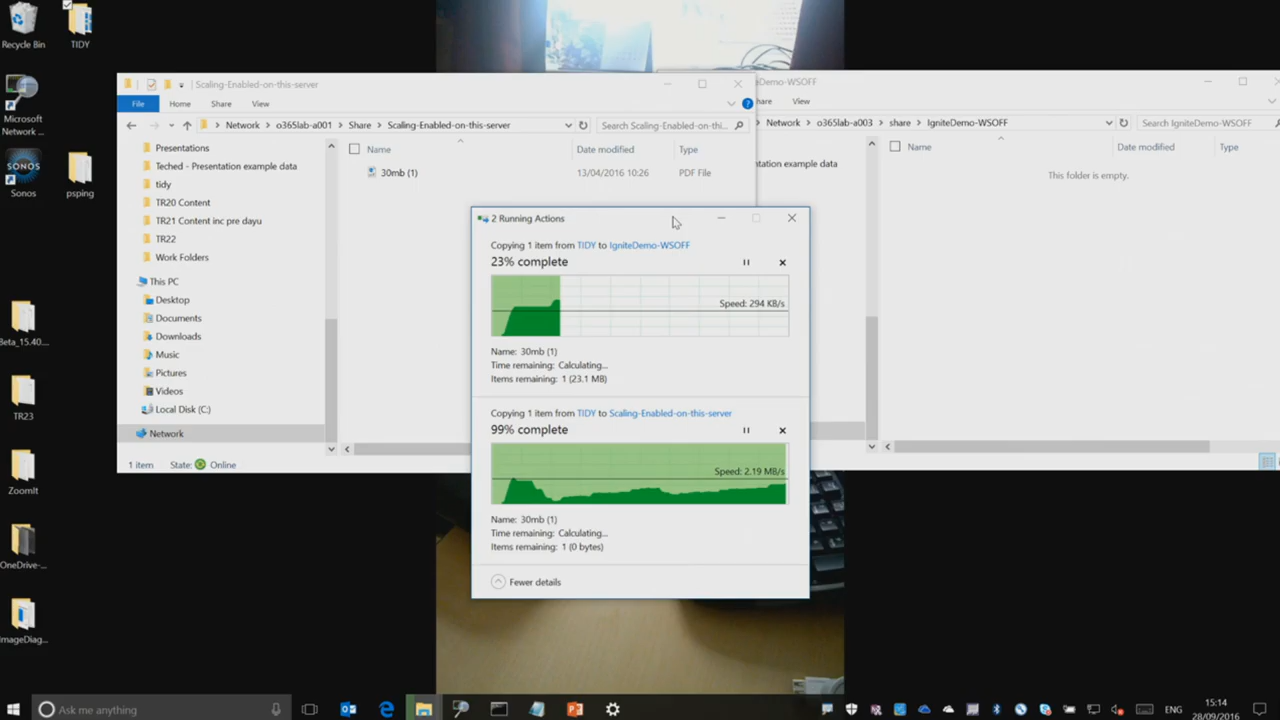 Recycle Bin
TIDY
Microsoft
Network ...
SONOS
Sonos
psping
Beta_15.40...
TR23
ZoomIt
OneDrive-...
ImageDiag...
Scaling-Enabled-on-this-server
File
Home
Share
View
Network
o365lab-a001
Share
Scaling-Enabled-on-this-server
Search Scaling-Enabled-on-thi...
Presentations
Teched - Presentation example data
tidy
TR20 Content
TR21 Content inc pre dayu
TR22
Work Folders
This PC
Desktop
Documents
Downloads
Music
Pictures
Videos
Local Disk (C:)
Network
Name
Date modified
Type
30mb (1)
13/04/2016 10:26
PDF File
1 item
State:
Online
eDemo-WSOFF
hare
View
Network
o365lab-a003
share
IgniteDemo-WSOFF
Search IgniteDemo-WSOFF
ntation example data
Name
Date modified
Type
This folder is empty.
2 Running Actions
Copying 1 item from TIDY to IgniteDemo-WSOFF
23% complete
Speed: 294 KB/s
Name: 30mb (1)
Time remaining: Calculating...
Items remaining: 1 (23.1 MB)
Copying 1 item from TIDY to Scaling-Enabled-on-this-server
99% complete
Speed: 2.19 MB/s
Name: 30mb (1)
Time remaining: Calculating...
Items remaining: 1 (0 bytes)
Fewer details
Ask me anything
ENG
15:14
28/09/2016